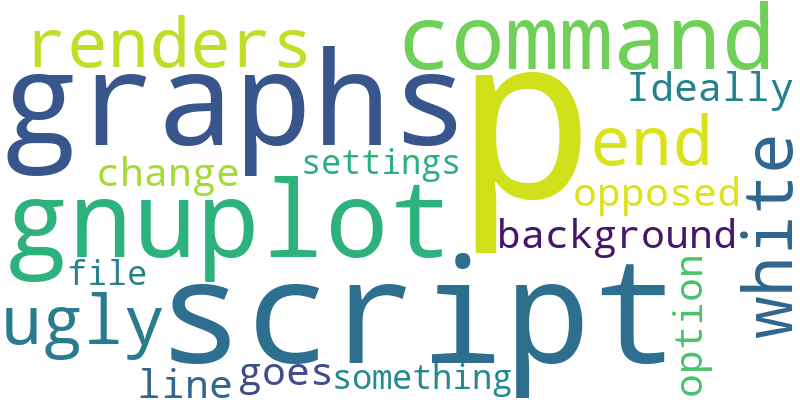 renders
command
graphs
p
Ideally
end
white
change
settings
opposed
gnuplot
background
file
script
option
ugly
line
goes
something